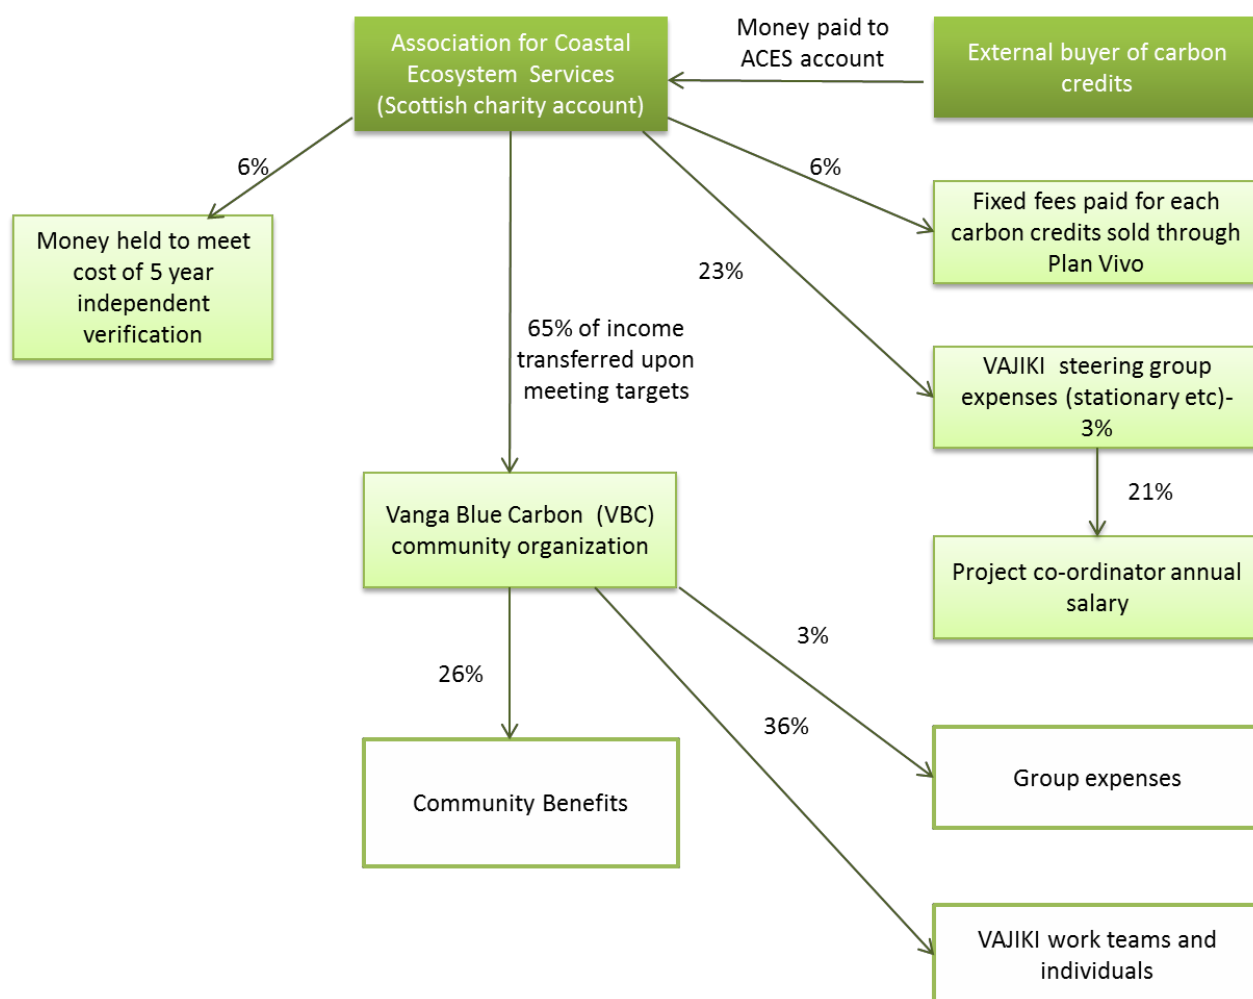 Association for Coastal
Ecosystem Services
(Scottish charity account)
Money paid to
ACES account
External buyer of carbon
credits
6%
6%
Money held to meet
cost of 5 year
independent
verification
Fixed fees paid for each
carbon credits sold through
Plan Vivo
23%
65% of income
transferred upon
meeting targets
VAJIKI steering group
expenses (stationary etc)-
3%
21%
Vanga Blue Carbon (VBC)
community organization
Project co-ordinator annual
salary
3%
26%
36%
Community Benefits
Group expenses
VAJIKI work teams and
individuals